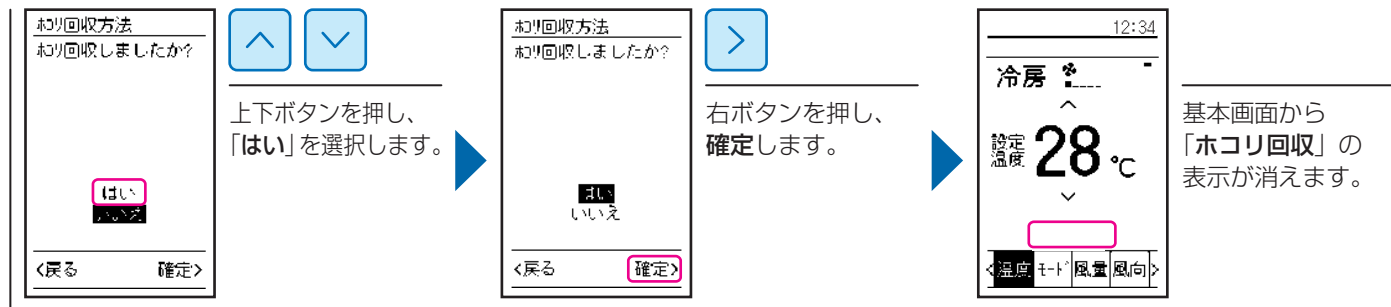 ﾎｺﾘ回収方法
ﾎｺﾘ回収しましたか?
はい
いいえ
<戻る 確定>
上下ボタンを押し、
「はい」を選択します。
ﾎｺﾘ回収方法
ﾎｺﾘ回収しましたか?
はい
いいえ
<戻る 確定>
右ボタンを押し、
確定します。
12:34
冷房
設定温度 28 ℃
<温度 ﾓｰﾄﾞ 風量 風向>
基本画面から
「ホコリ回収」の
表示が消えます。